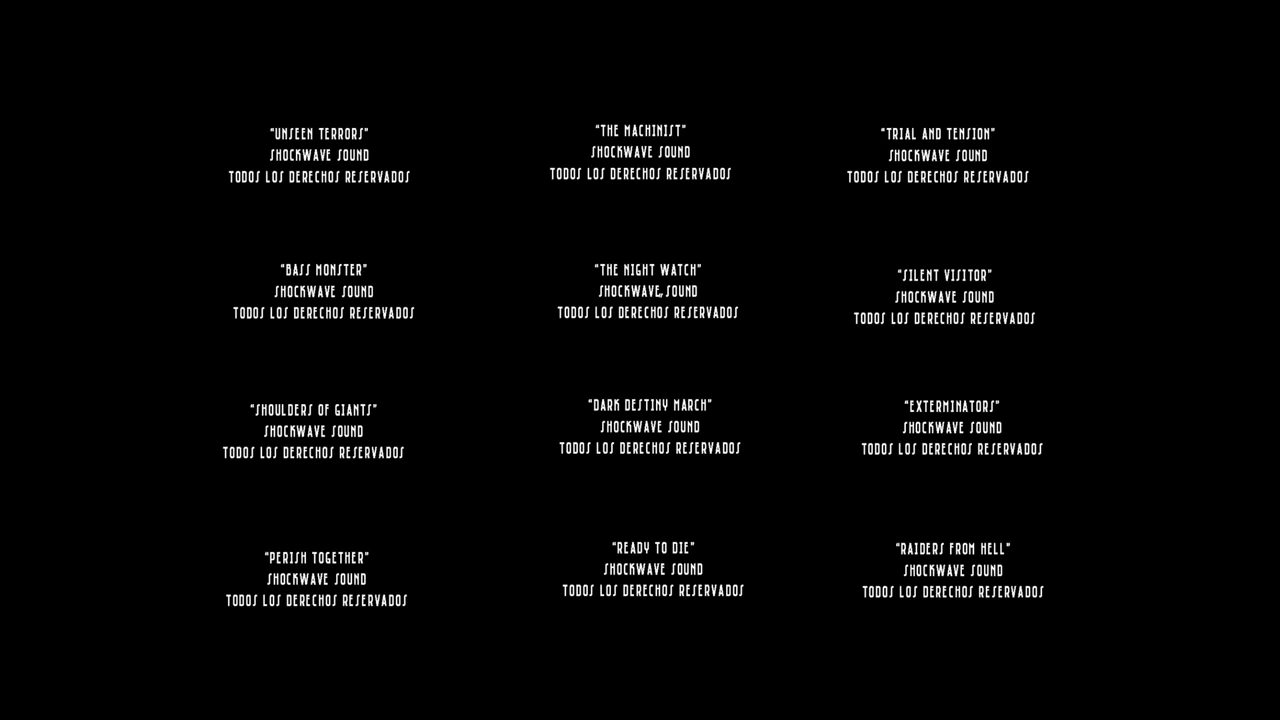 "UNSEEN TERRORS"
SHOCKWAVE SOUND
TODOS LOS DERECHOS RESERVADOS
"THE MACHINIST"
SHOCKWAVE SOUND
TODOS LOS DERECHOS RESERVADOS
"TRIAL AND TENSION"
SHOCKWAVE SOUND
TODOS LOS DERECHOS RESERVADOS
"BASS MONSTER"
SHOCKWAVE SOUND
TODOS LOS DERECHOS RESERVADOS
"THE NIGHT WATCH"
SHOCKWAVE SOUND
TODOS LOS DERECHOS RESERVADOS
"SILENT VISITOR"
SHOCKWAVE SOUND
TODOS LOS DERECHOS RESERVADOS
"SHOULDERS OF GIANTS"
SHOCKWAVE SOUND
TODOS LOS DERECHOS RESERVADOS
"DARK DESTINY MARCH"
SHOCKWAVE SOUND
TODOS LOS DERECHOS RESERVADOS
"EXTERMINATORS"
SHOCKWAVE SOUND
TODOS LOS DERECHOS RESERVADOS
"PERISH TOGETHER"
SHOCKWAVE SOUND
TODOS LOS DERECHOS RESERVADOS
"READY TO DIE"
SHOCKWAVE SOUND
TODOS LOS DERECHOS RESERVADOS
"RAIDERS FROM HELL"
SHOCKWAVE SOUND
TODOS LOS DERECHOS RESERVADOS